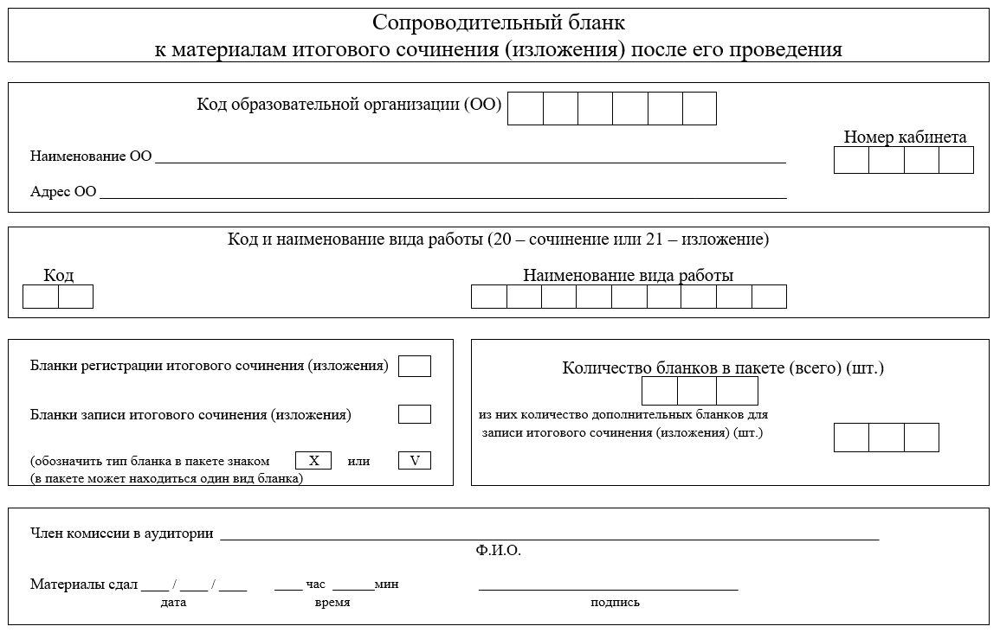 Сопроводительный бланк
к материалам итогового сочинения (изложения) после его проведения
Код образовательной организации (ОО)
Номер кабинета
Наименование ОО
Адрес ОО
Код и наименование вида работы (20 – сочинение или 21 – изложение)
Код
Наименование вида работы
Бланки регистрации итогового сочинения (изложения)
Бланки записи итогового сочинения (изложения)
(обозначить тип бланка в пакете знаком X или V
(в пакете может находиться один вид бланка)
Количество бланков в пакете (всего) (шт.)
из них количество дополнительных бланков для
записи итогового сочинения (изложения) (шт.)
Член комиссии в аудитории
Ф.И.О.
Материалы сдал ____ / ____ / ____ ____ час ______мин
дата время подпись